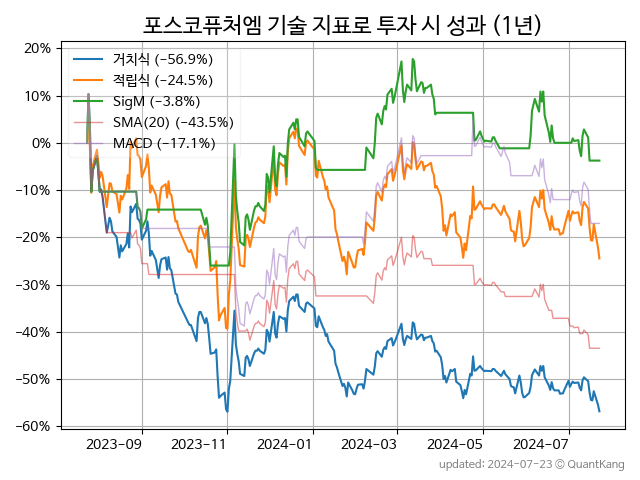 포스코퓨처엠 기술 지표로 투자 시 성과 (1년)
20%
10%
0%
−10%
−20%
−30%
−40%
−50%
−60%
거치식 (−56.9%)
적립식 (−24.5%)
SigM (−3.8%)
SMA(20) (−43.5%)
MACD (−17.1%)
2023-09
2023-11
2024-01
2024-03
2024-05
2024-07
updated: 2024-07-23 © QuantKang